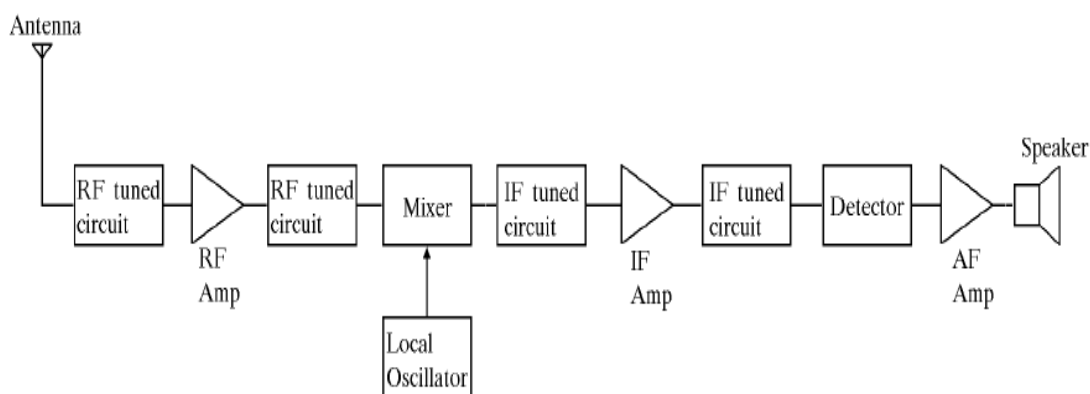 Antenna
RF tuned
circuit
RF
Amp
RF tuned
circuit
Mixer
Local
Oscillator
IF tuned
circuit
IF
Amp
IF tuned
circuit
Detector
AF
Amp
Speaker